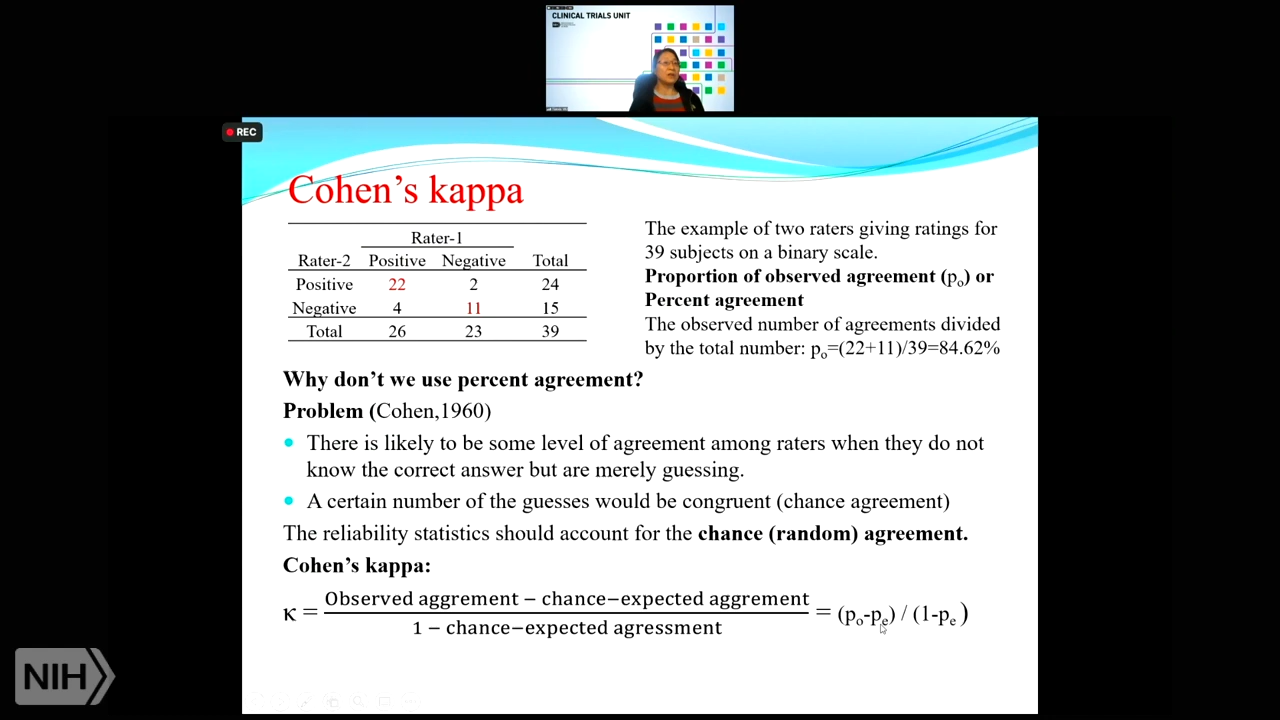 CLINICAL TRIALS UNIT
REC
Cohen's kappa
Rater-1
Rater-2 Positive Negative Total
Positive 22 2 24
Negative 4 11 15
Total 26 23 39
The example of two raters giving ratings for
39 subjects on a binary scale.
Proportion of observed agreement (pₒ) or
Percent agreement
The observed number of agreements divided
by the total number: pₒ=(22+11)/39=84.62%
Why don't we use percent agreement?
Problem (Cohen,1960)
There is likely to be some level of agreement among raters when they do not
know the correct answer but are merely guessing.
A certain number of the guesses would be congruent (chance agreement)
The reliability statistics should account for the chance (random) agreement.
Cohen's kappa:
Observed aggrement − chance−expected aggrement
κ = = (pₒ-pₑ) / (1-pₑ )
1 − chance−expected agressment
NIH